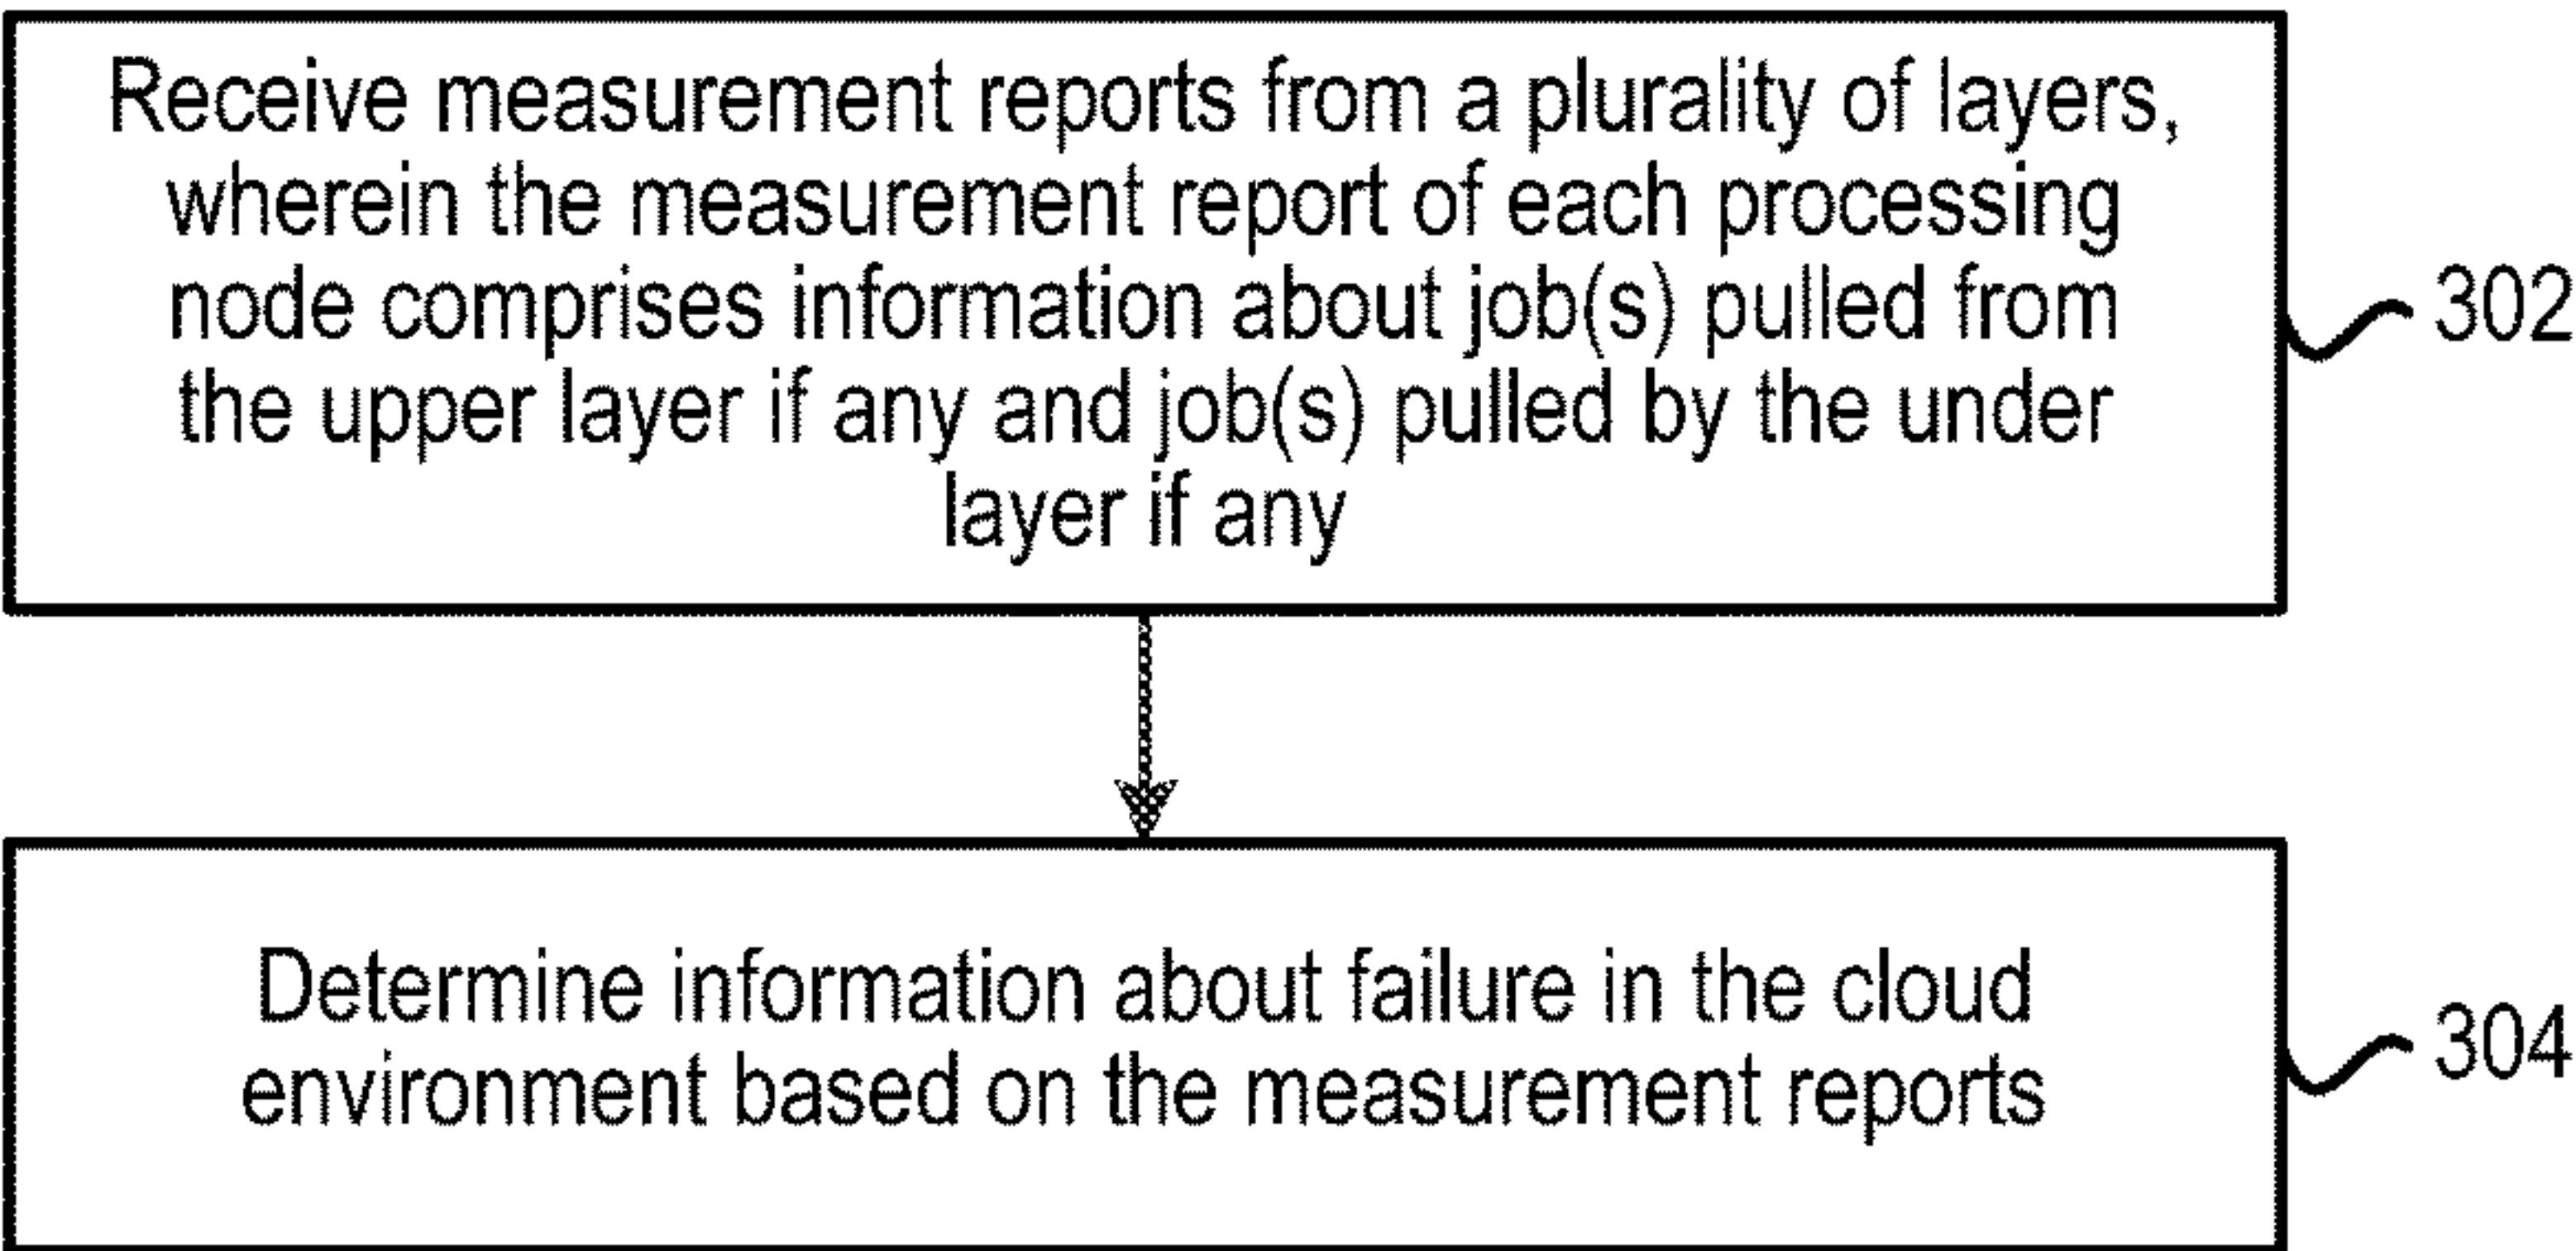 Receive measurement reports from a plurality of layers,
wherein the measurement report of each processing
node comprises information about job(s) pulled from
the upper layer if any and job(s) pulled by the under
layer if any
302
Determine information about failure in the cloud
environment based on the measurement reports
304